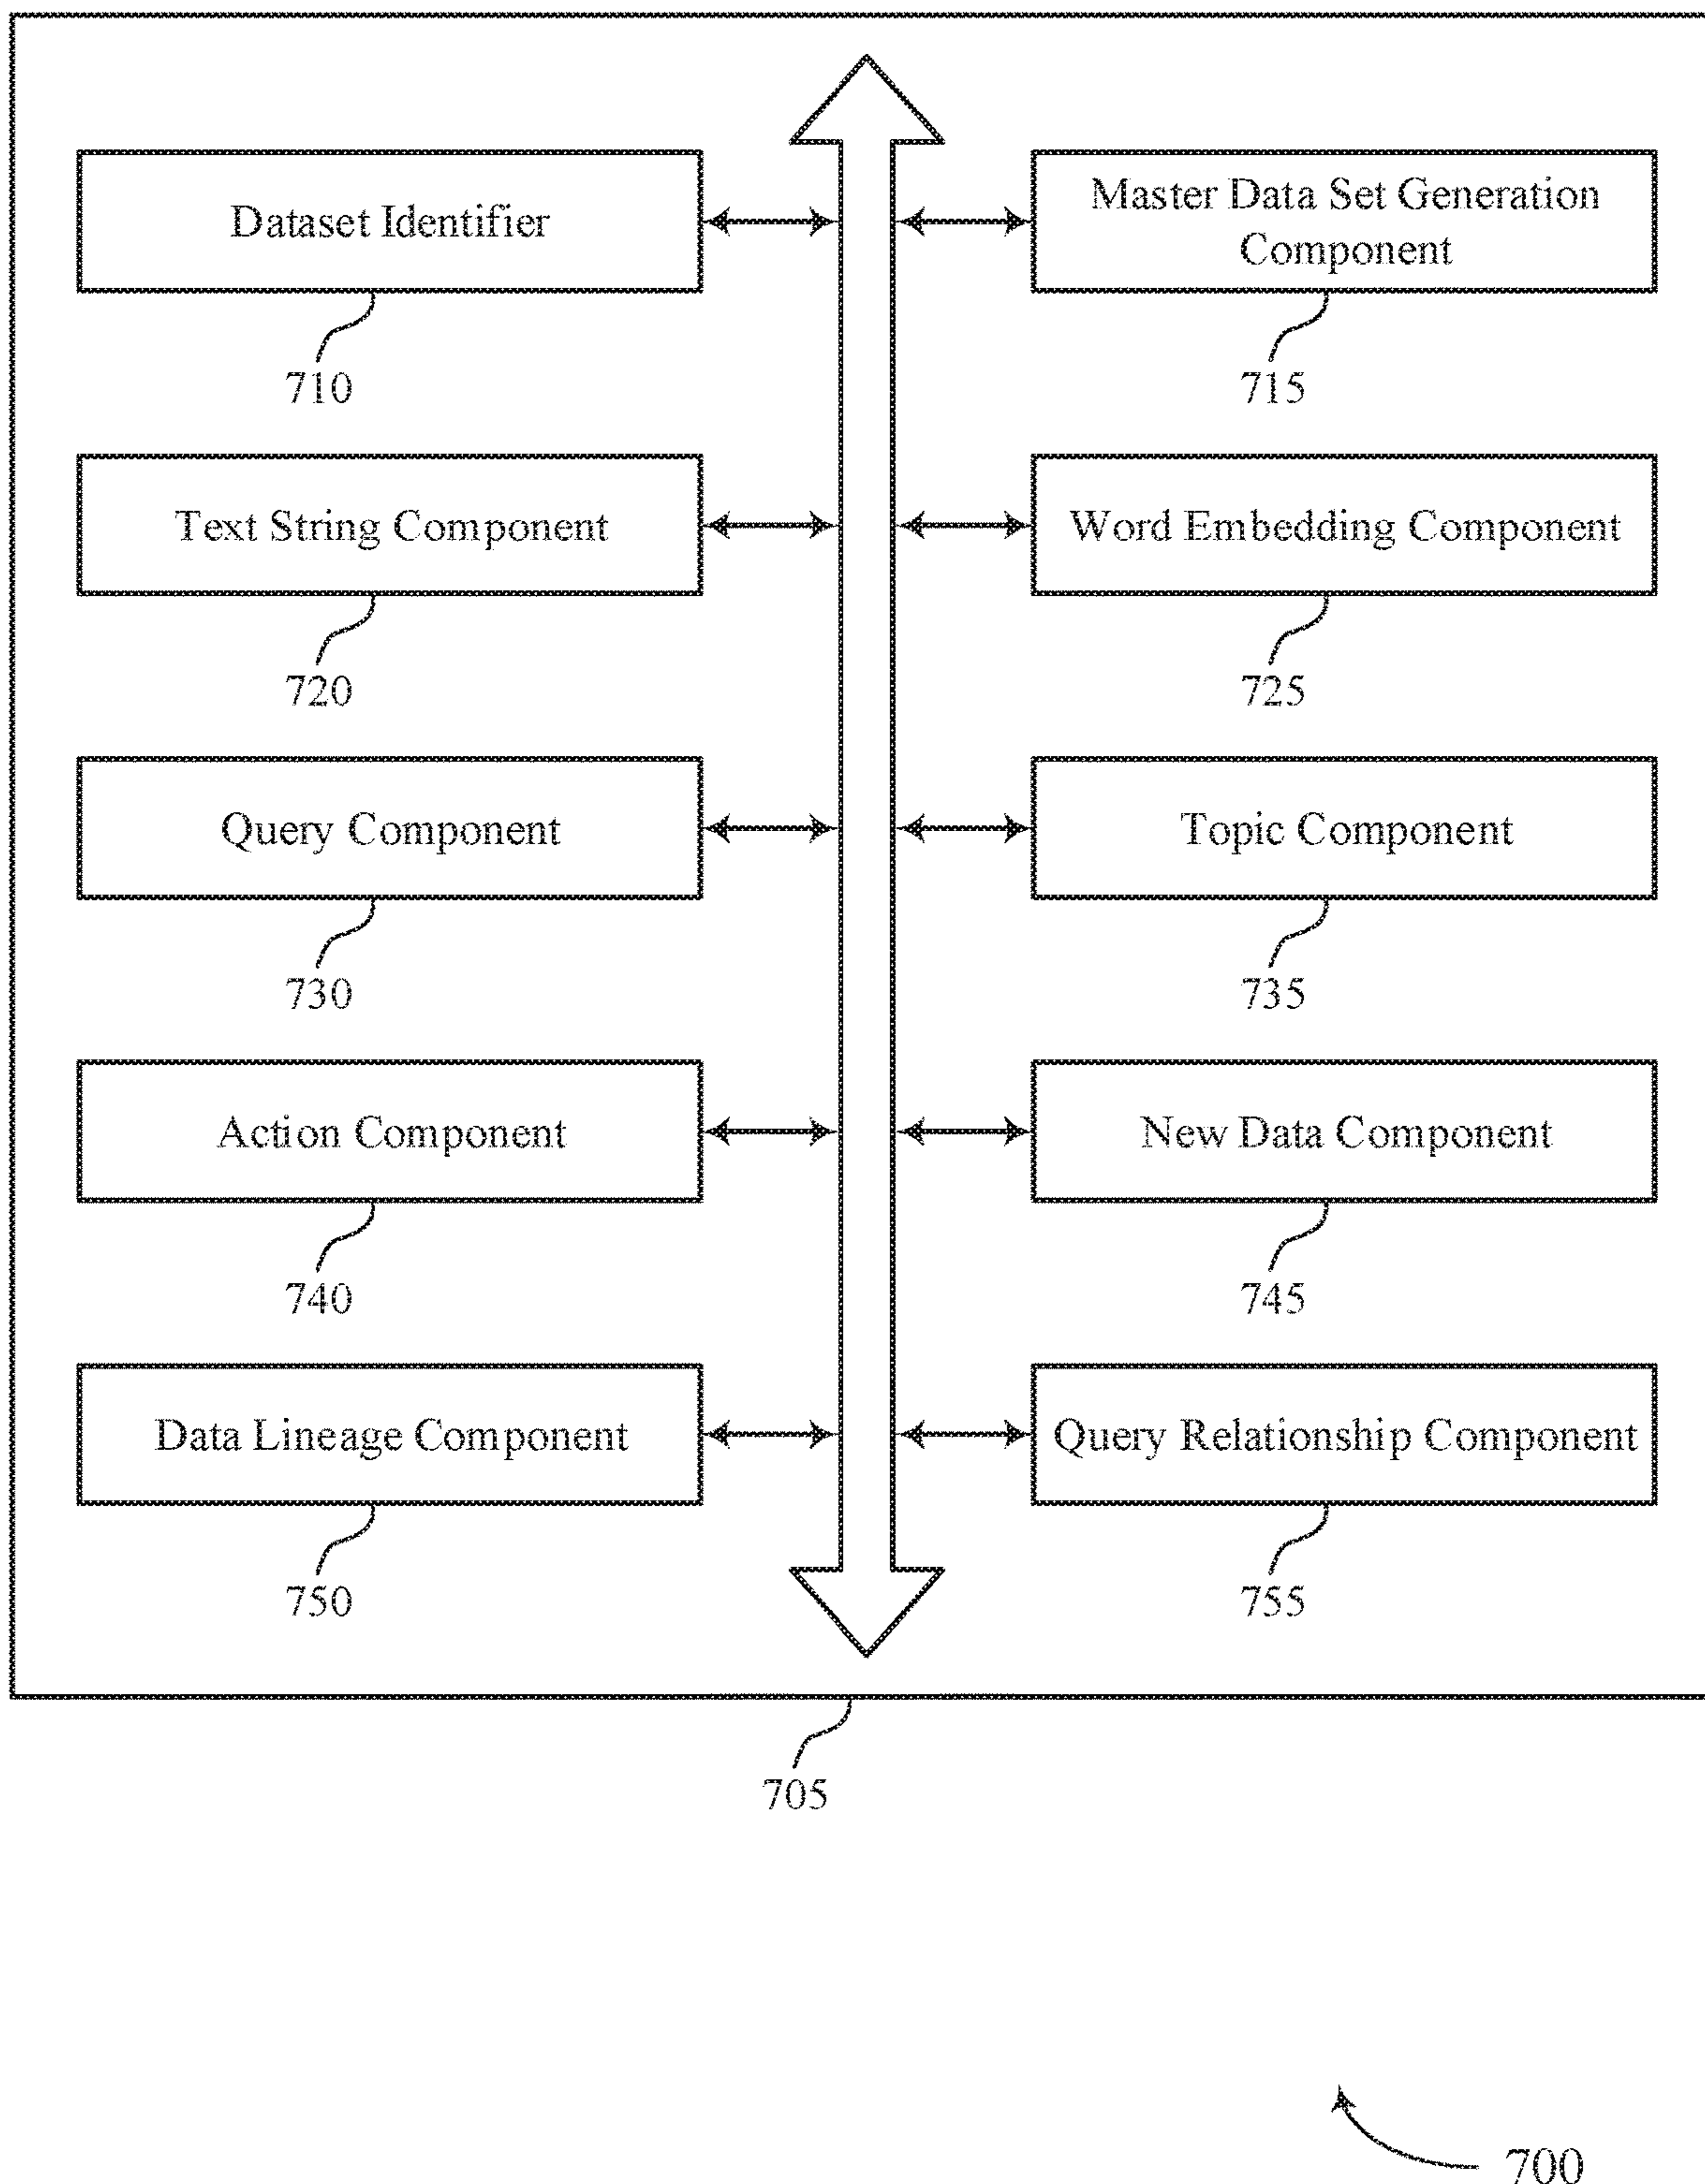 Dataset Identifier
710
Master Data Set Generation
Component
715
Text String Component
720
Word Embedding Component
725
Query Component
730
Topic Component
735
Action Component
740
New Data Component
745
Data Lineage Component
750
Query Relationship Component
755
705
700